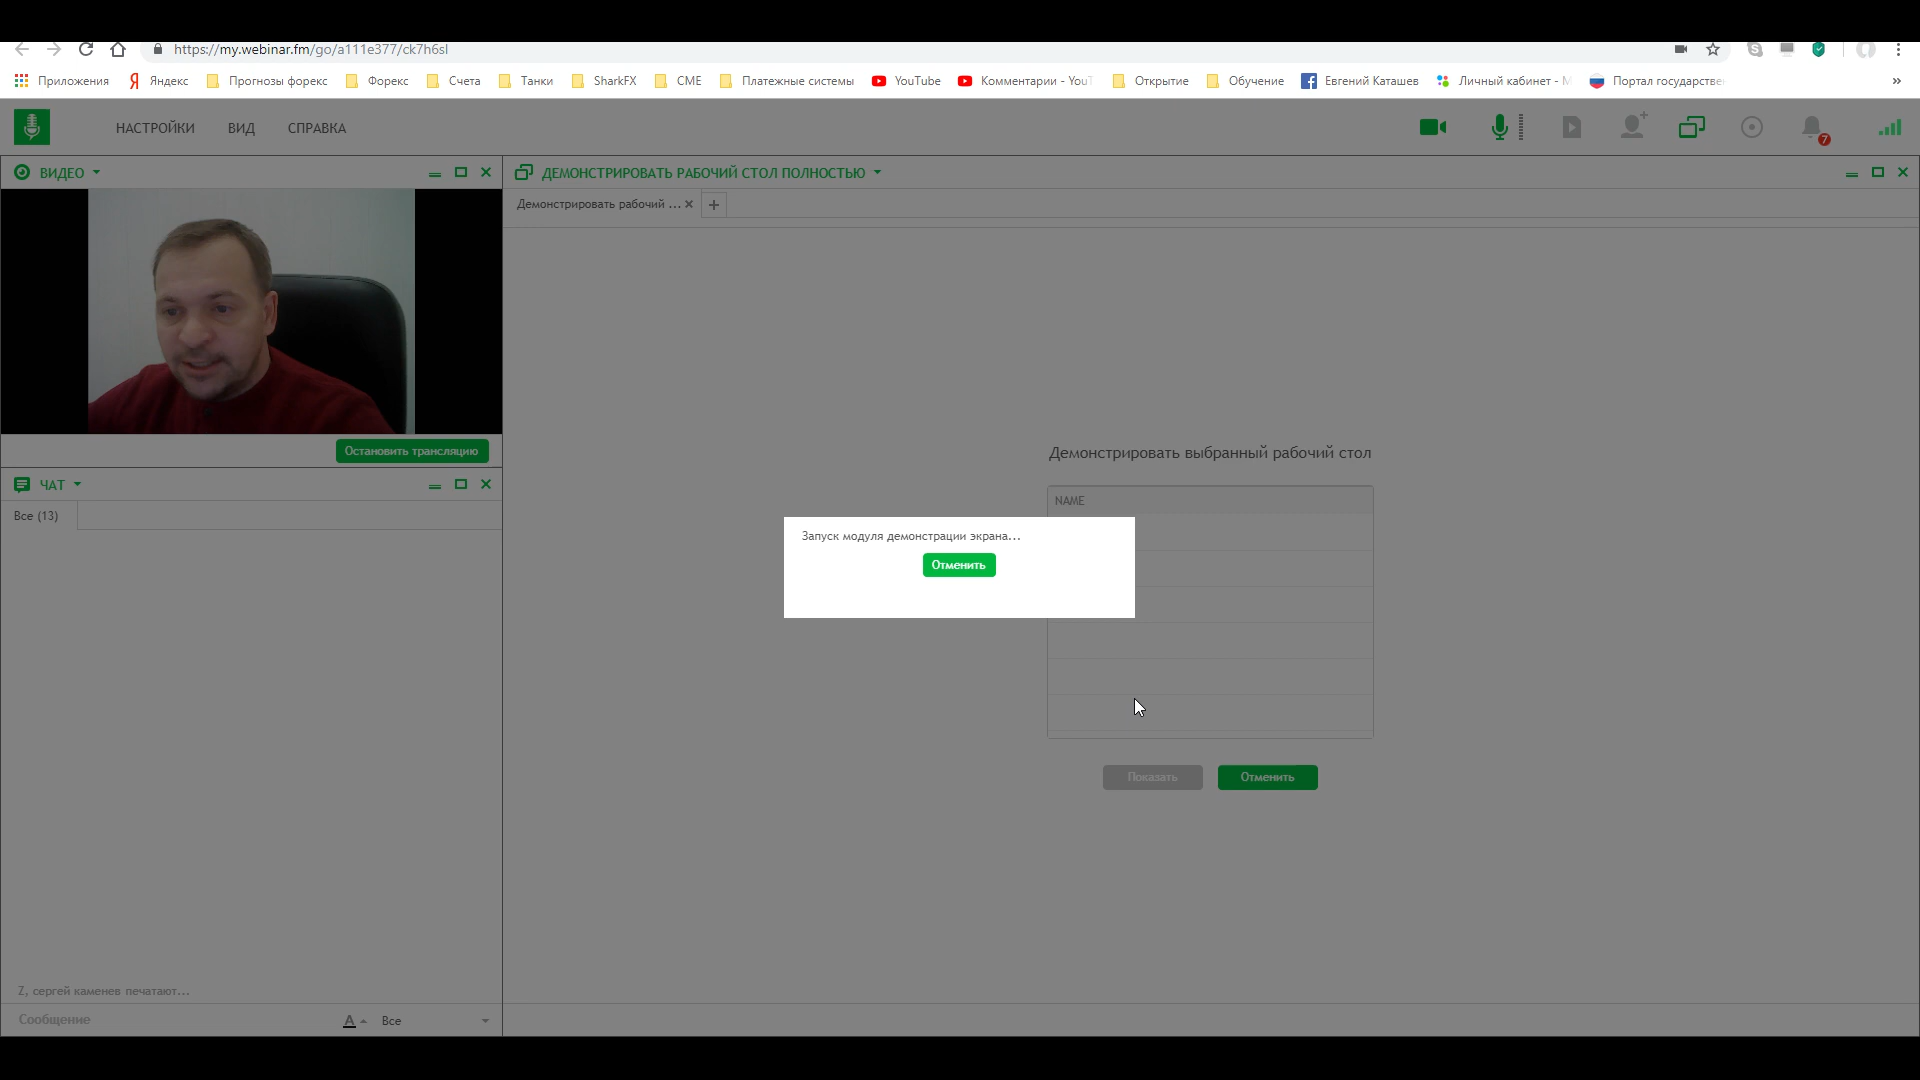 https://my.webinar.fm/go/a111e377/ck7h6sl
Приложения Яндекс Прогнозы форекс Форекс Счета Танки SharkFX CME Платежные системы YouTube Комментарии - YouT Открытие Обучение Евгений Каташев Личный кабинет - М Портал государстве »
НАСТРОЙКИ ВИД СПРАВКА
7
ВИДЕО
ДЕМОНСТРИРОВАТЬ РАБОЧИЙ СТОЛ ПОЛНОСТЬЮ
Демонстрировать рабочий ...
Остановить трансляцию
Демонстрировать выбранный рабочий стол
ЧАТ
NAME
Все (13)
Запуск модуля демонстрации экрана...
Отменить
Показать Отменить
Z, сергей каменев печатают...
Сообщение A Все